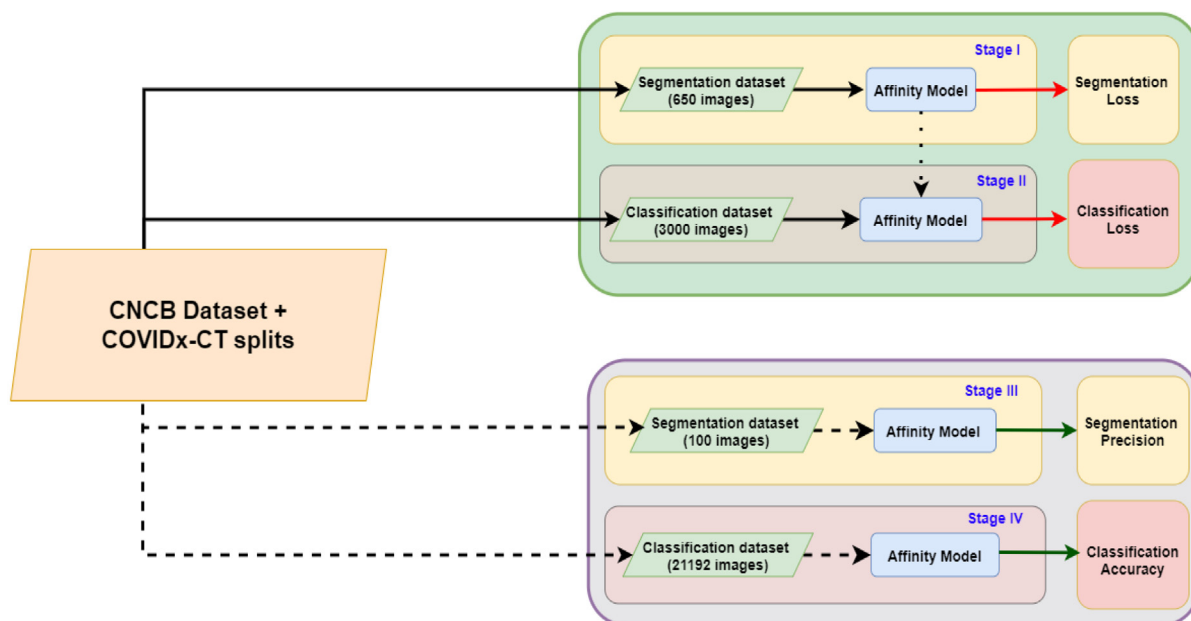 Stage I
Segmentation dataset
(650 images)
Affinity Model
Segmentation
Loss
Stage II
Classification dataset
(3000 images)
Affinity Model
Classification
Loss
CNCB Dataset +
COVIDx-CT splits
Stage III
Segmentation dataset
(100 images)
Affinity Model
Segmentation
Precision
Stage IV
Classification dataset
(21192 images)
Affinity Model
Classification
Accuracy